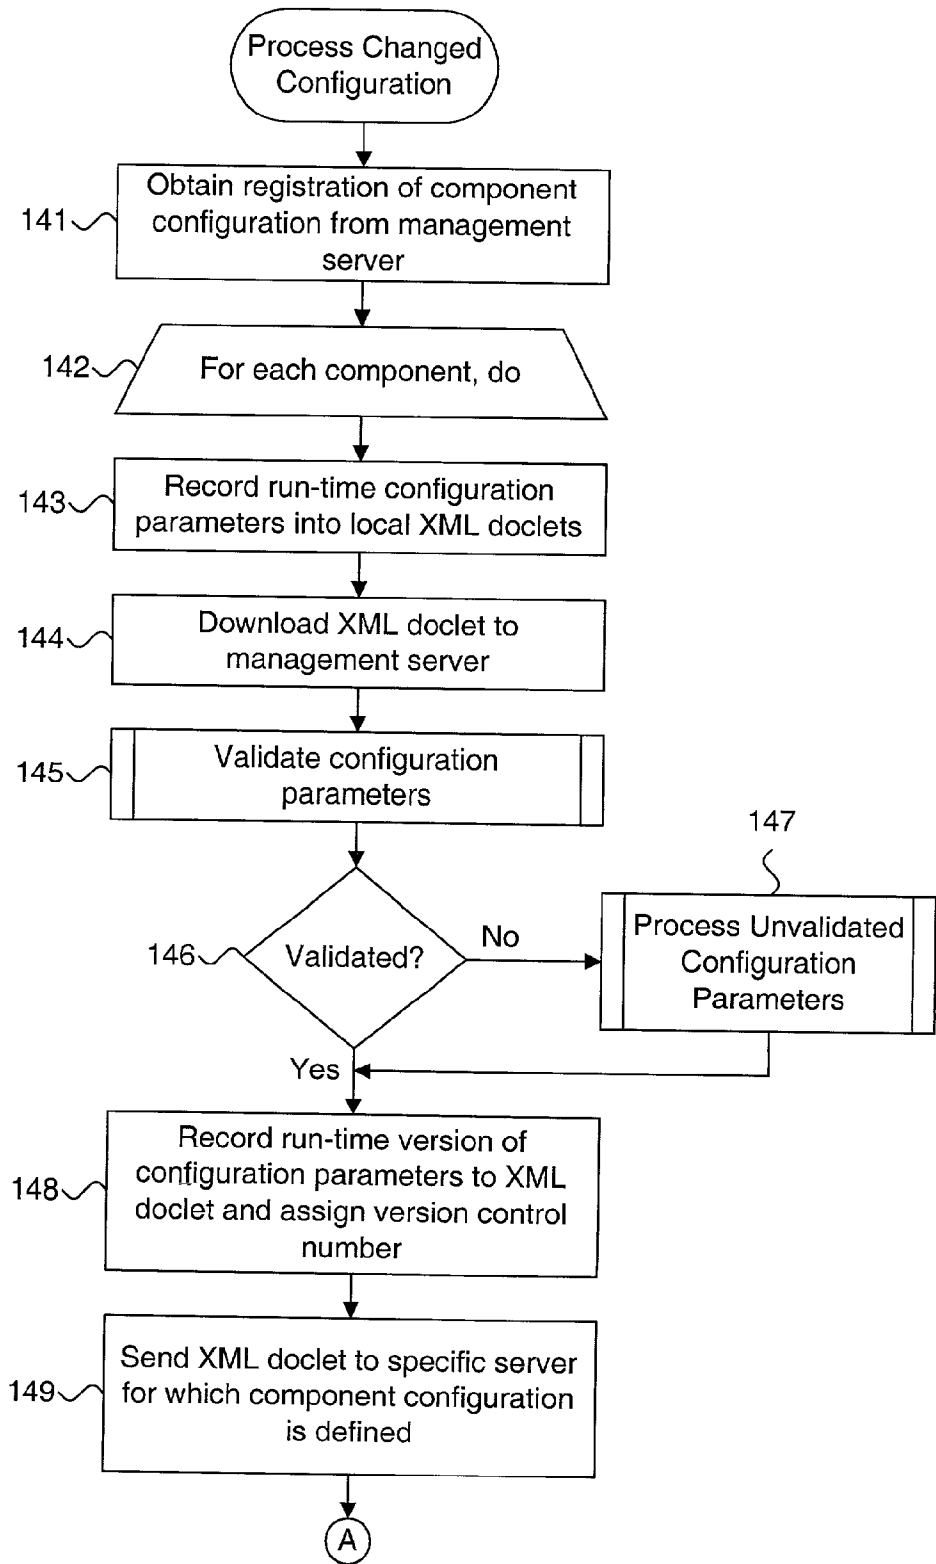 Process Changed
Configuration
141
Obtain registration of component
configuration from management
server
142
For each component, do
143
Record run-time configuration
parameters into local XML doclets
144
Download XML doclet to
management server
145
Validate configuration
parameters
146
Validated?
No
147
Process Unvalidated
Configuration
Parameters
Yes
148
Record run-time version of
configuration parameters to XML
doclet and assign version control
number
149
Send XML doclet to specific server
for which component configuration
is defined
A